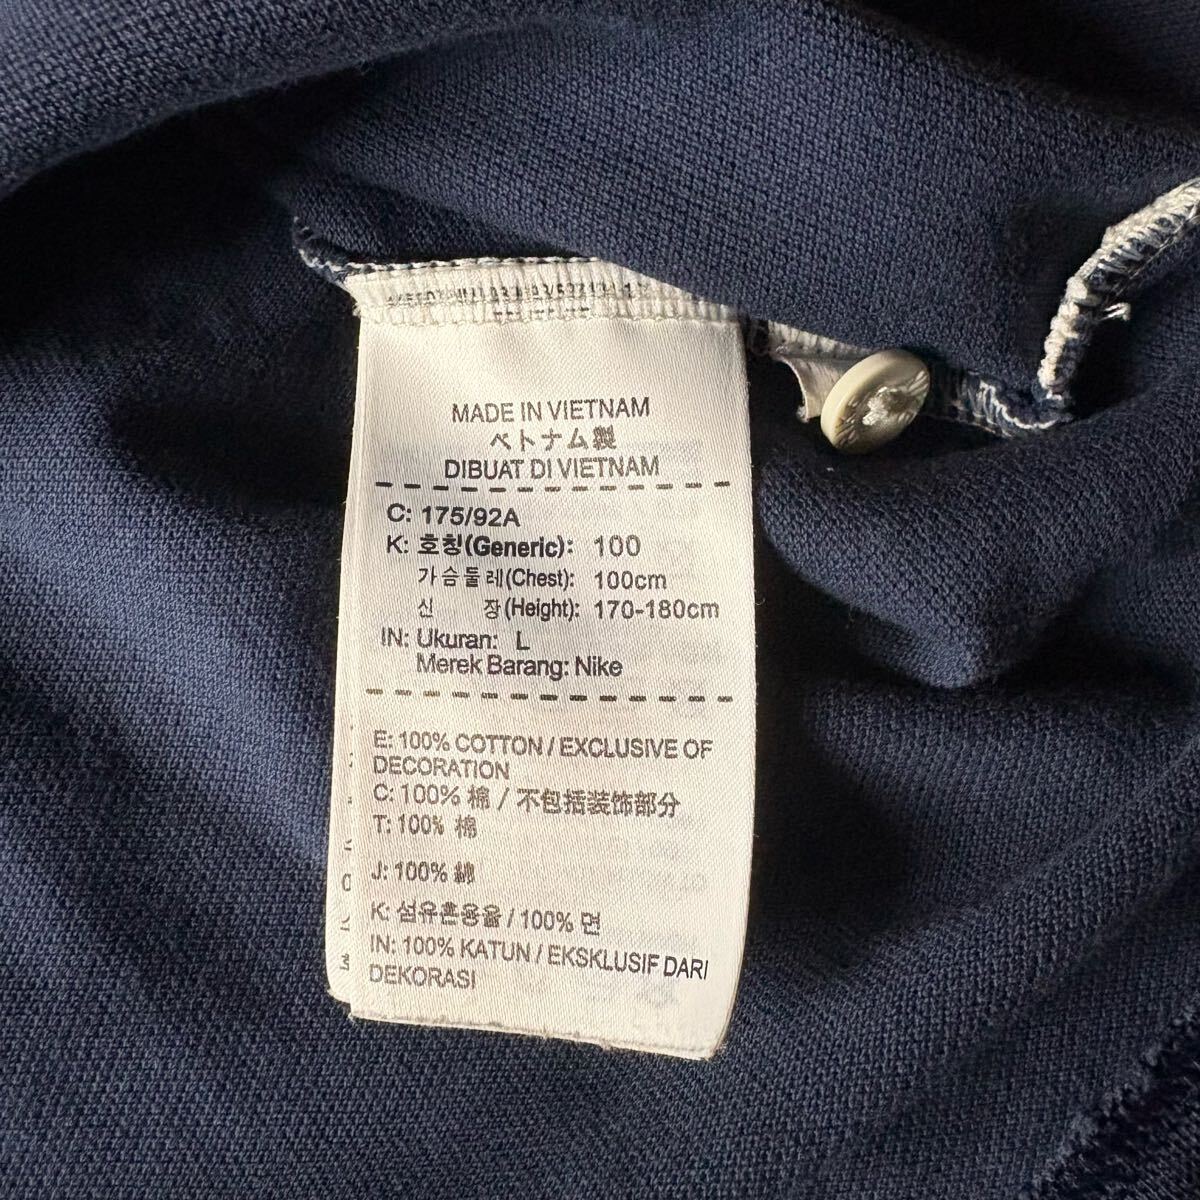 MADE IN VIETNAM
ベトナム製
DIBUAT DI VIETNAM
C: 175/92A
K: 호칭(Generic): 100
가슴둘레(Chest): 100cm
신 장(Height): 170-180cm
IN: Ukuran: L
Merek Barang: Nike
E: 100% COTTON / EXCLUSIVE OF
DECORATION
C: 100% 棉 / 不包括装饰部分
T: 100% 棉
J: 100% 綿
K: 섬유혼용율 / 100% 면
IN: 100% KATUN / EKSKLUSIF DARI
DEKORASI